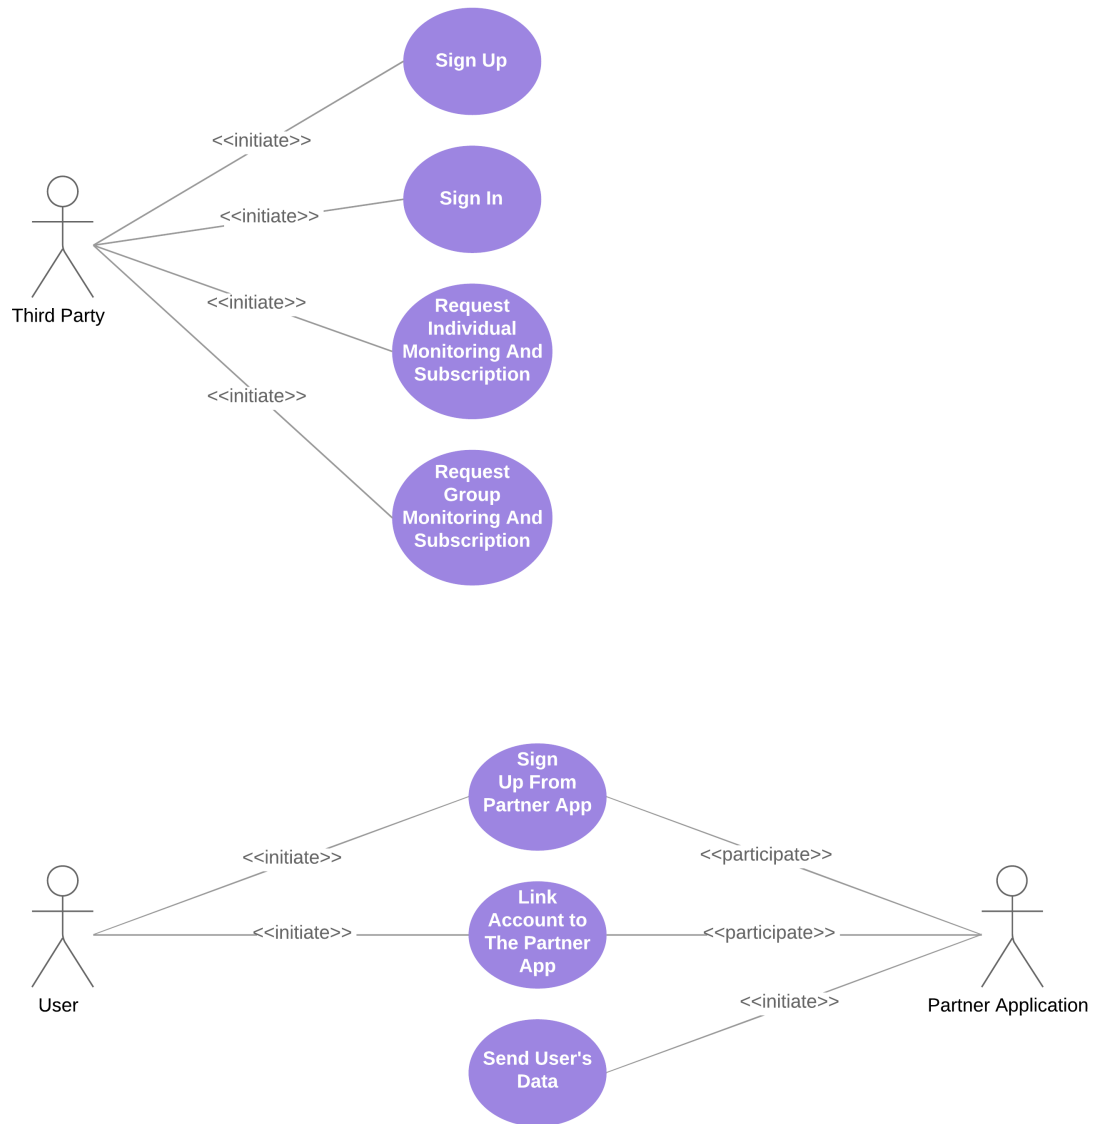 Sign Up
<<initiate>>
Sign In
<<initiate>>
Third Party
<<initiate>>
Request
Individual
Monitoring And
Subscription
<<initiate>>
Request
Group
Monitoring And
Subscription
Sign
Up From
Partner App
<<initiate>>
<<participate>>
Link
Account to
The Partner
App
<<initiate>>
<<participate>>
User
Partner Application
<<initiate>>
Send User's
Data